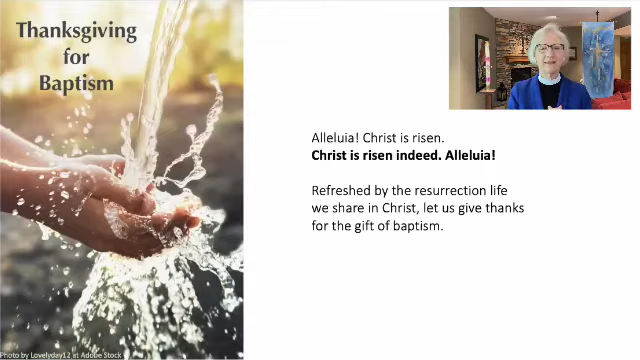 Thanksgiving
for
Baptism
Alleluia! Christ is risen.
Christ is risen indeed. Alleluia!
Refreshed by the resurrection life
we share in Christ, let us give thanks
for the gift of baptism.
Photo by Lovelyday12 at Adobe Stock